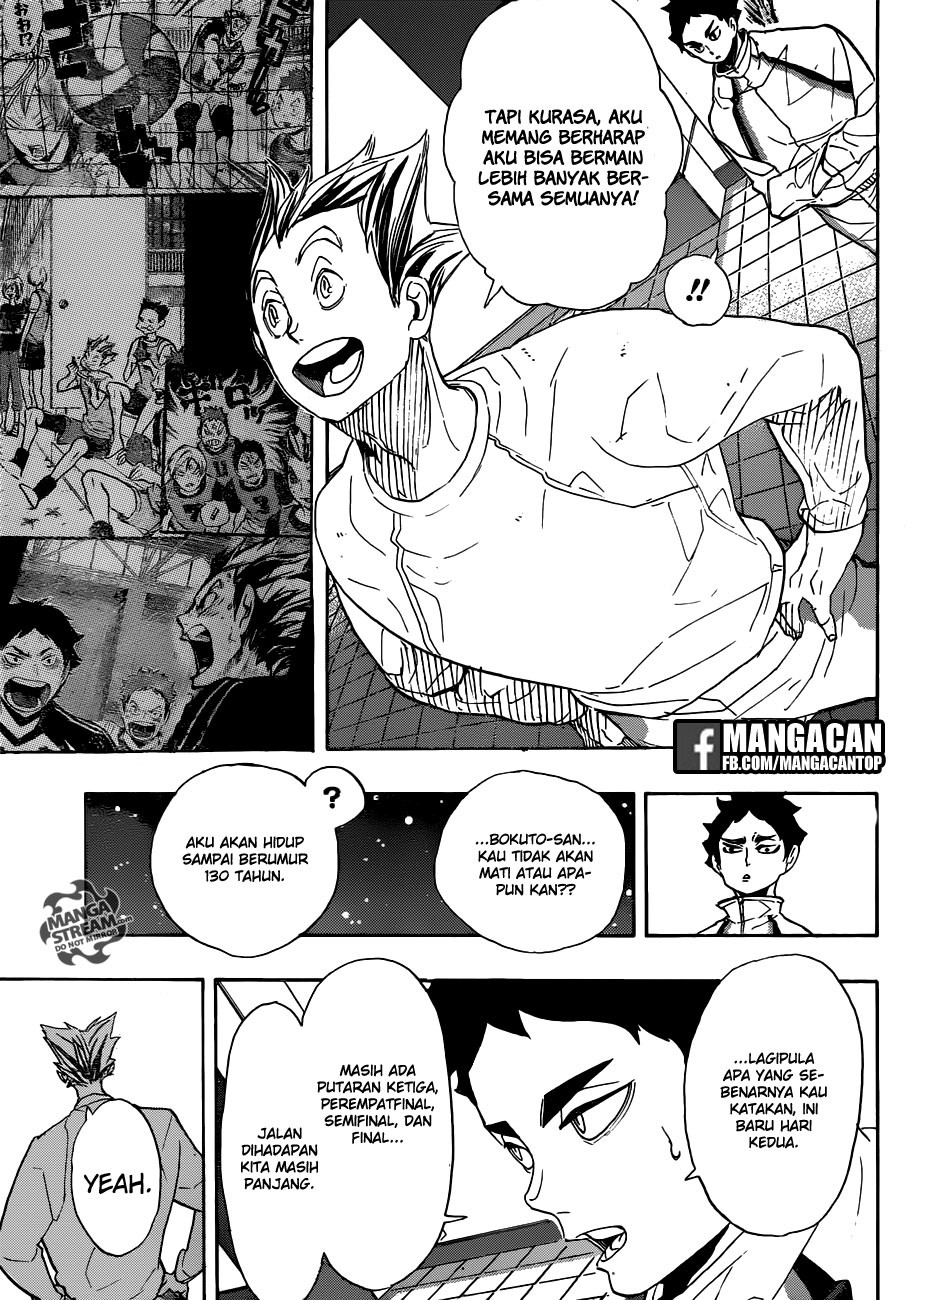 TAPI KURASA, AKU
MEMANG BERHARAP
AKU BISA BERMAIN
LEBIH BANYAK BER-
SAMA SEMUANYA!
!!
MANGACAN
FB.COM/MANGACANTOP
...BOKUTO-SAN...
KAU TIDAK AKAN
MATI ATAU APA-
PUN KAN??
?
AKU AKAN HIDUP
SAMPAI BERUMUR
130 TAHUN.
MANGA
STREAM.com
DO NOT MIRROR!
...LAGIPULA
APA YANG SE-
BENARNYA KAU
KATAKAN, INI
BARU HARI
KEDUA.
MASIH ADA
PUTARAN KETIGA,
PEREMPATFINAL,
SEMIFINAL, DAN
FINAL...
JALAN
DIHADAPAN
KITA MASIH
PANJANG.
YEAH.